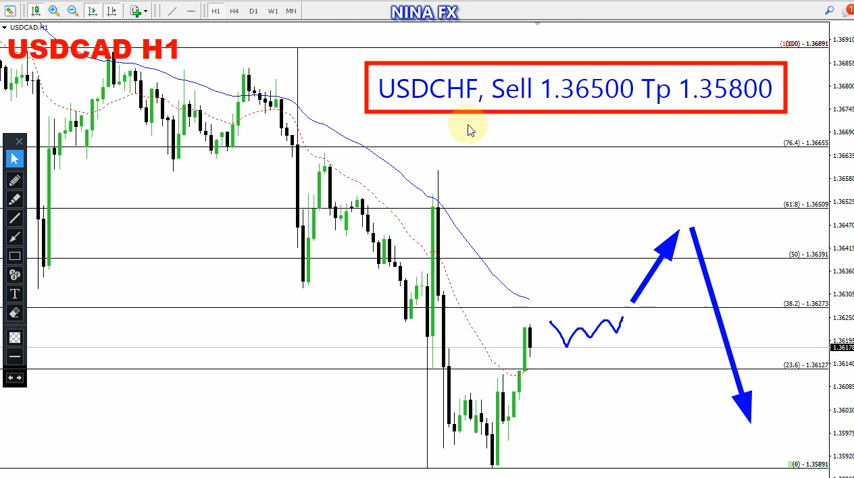 H1 H4 D1 W1 MN
NINA FX
USDCAD,H1
USDCAD H1
USDCHF, Sell 1.36500 Tp 1.35800
(100) - 1.36891
(76.4) - 1.36655
(61.8) - 1.36509
(50) - 1.36391
(38.2) - 1.36273
(23.6) - 1.36127
(0) - 1.35891
1.36910
1.36855
1.36800
1.36745
1.36690
1.36635
1.36580
1.36525
1.36470
1.36415
1.36360
1.36305
1.36250
1.36195
1.36178
1.36140
1.36085
1.36030
1.35975
1.35920
T